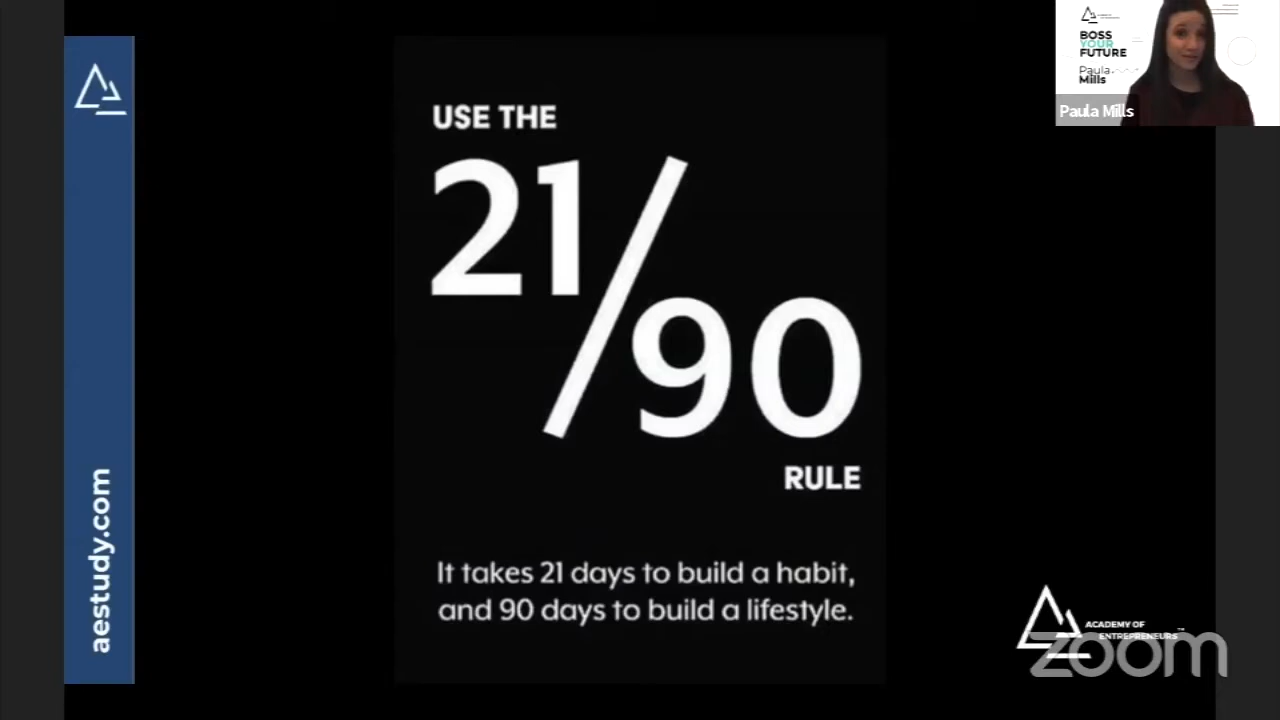 USE THE
21/90
RULE
It takes 21 days to build a habit,
and 90 days to build a lifestyle.
aestudy.com
BOSS
YOUR
FUTURE
Paula
Mills
Paula Mills
ACADEMY OF
ENTREPRENEURS
zoom